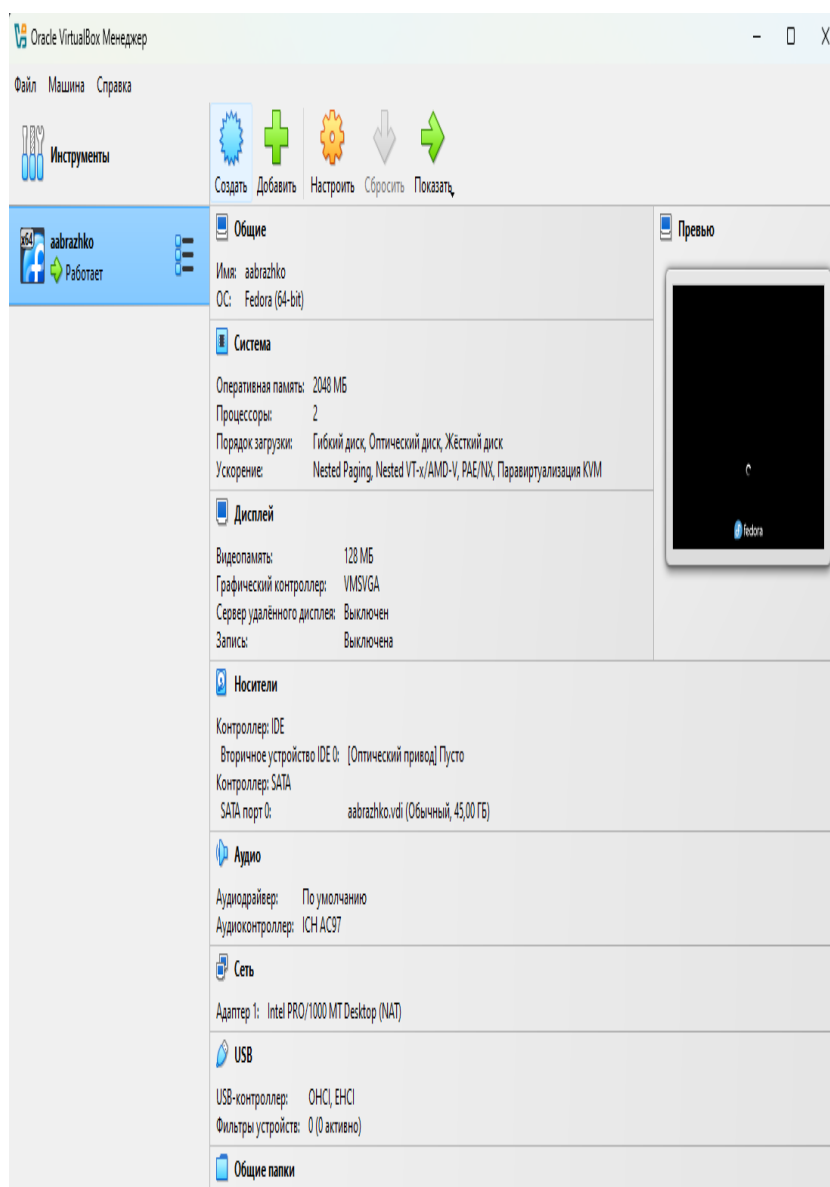 Oracle VirtualBox Менеджер
Файл Машина Справка
Инструменты
Создать Добавить Настроить Сбросить Показать
x64
aabrazhko
Работает
Общие
Имя: aabrazhko
ОС: Fedora (64-bit)
Превью
fedora
Система
Оперативная память: 2048 МБ
Процессоры: 2
Порядок загрузки: Гибкий диск, Оптический диск, Жёсткий диск
Ускорение: Nested Paging, Nested VT-x/AMD-V, PAE/NX, Паравиртуализация KVM
Дисплей
Видеопамять: 128 МБ
Графический контроллер: VMSVGA
Сервер удалённого дисплея: Выключен
Запись: Выключена
Носители
Контроллер: IDE
Вторичное устройство IDE 0: [Оптический привод] Пусто
Контроллер: SATA
SATA порт 0: aabrazhko.vdi (Обычный, 45,00 ГБ)
Аудио
Аудиодрайвер: По умолчанию
Аудиоконтроллер: ICH AC97
Сеть
Адаптер 1: Intel PRO/1000 MT Desktop (NAT)
USB
USB-контроллер: OHCI, EHCI
Фильтры устройств: 0 (0 активно)
Общие папки